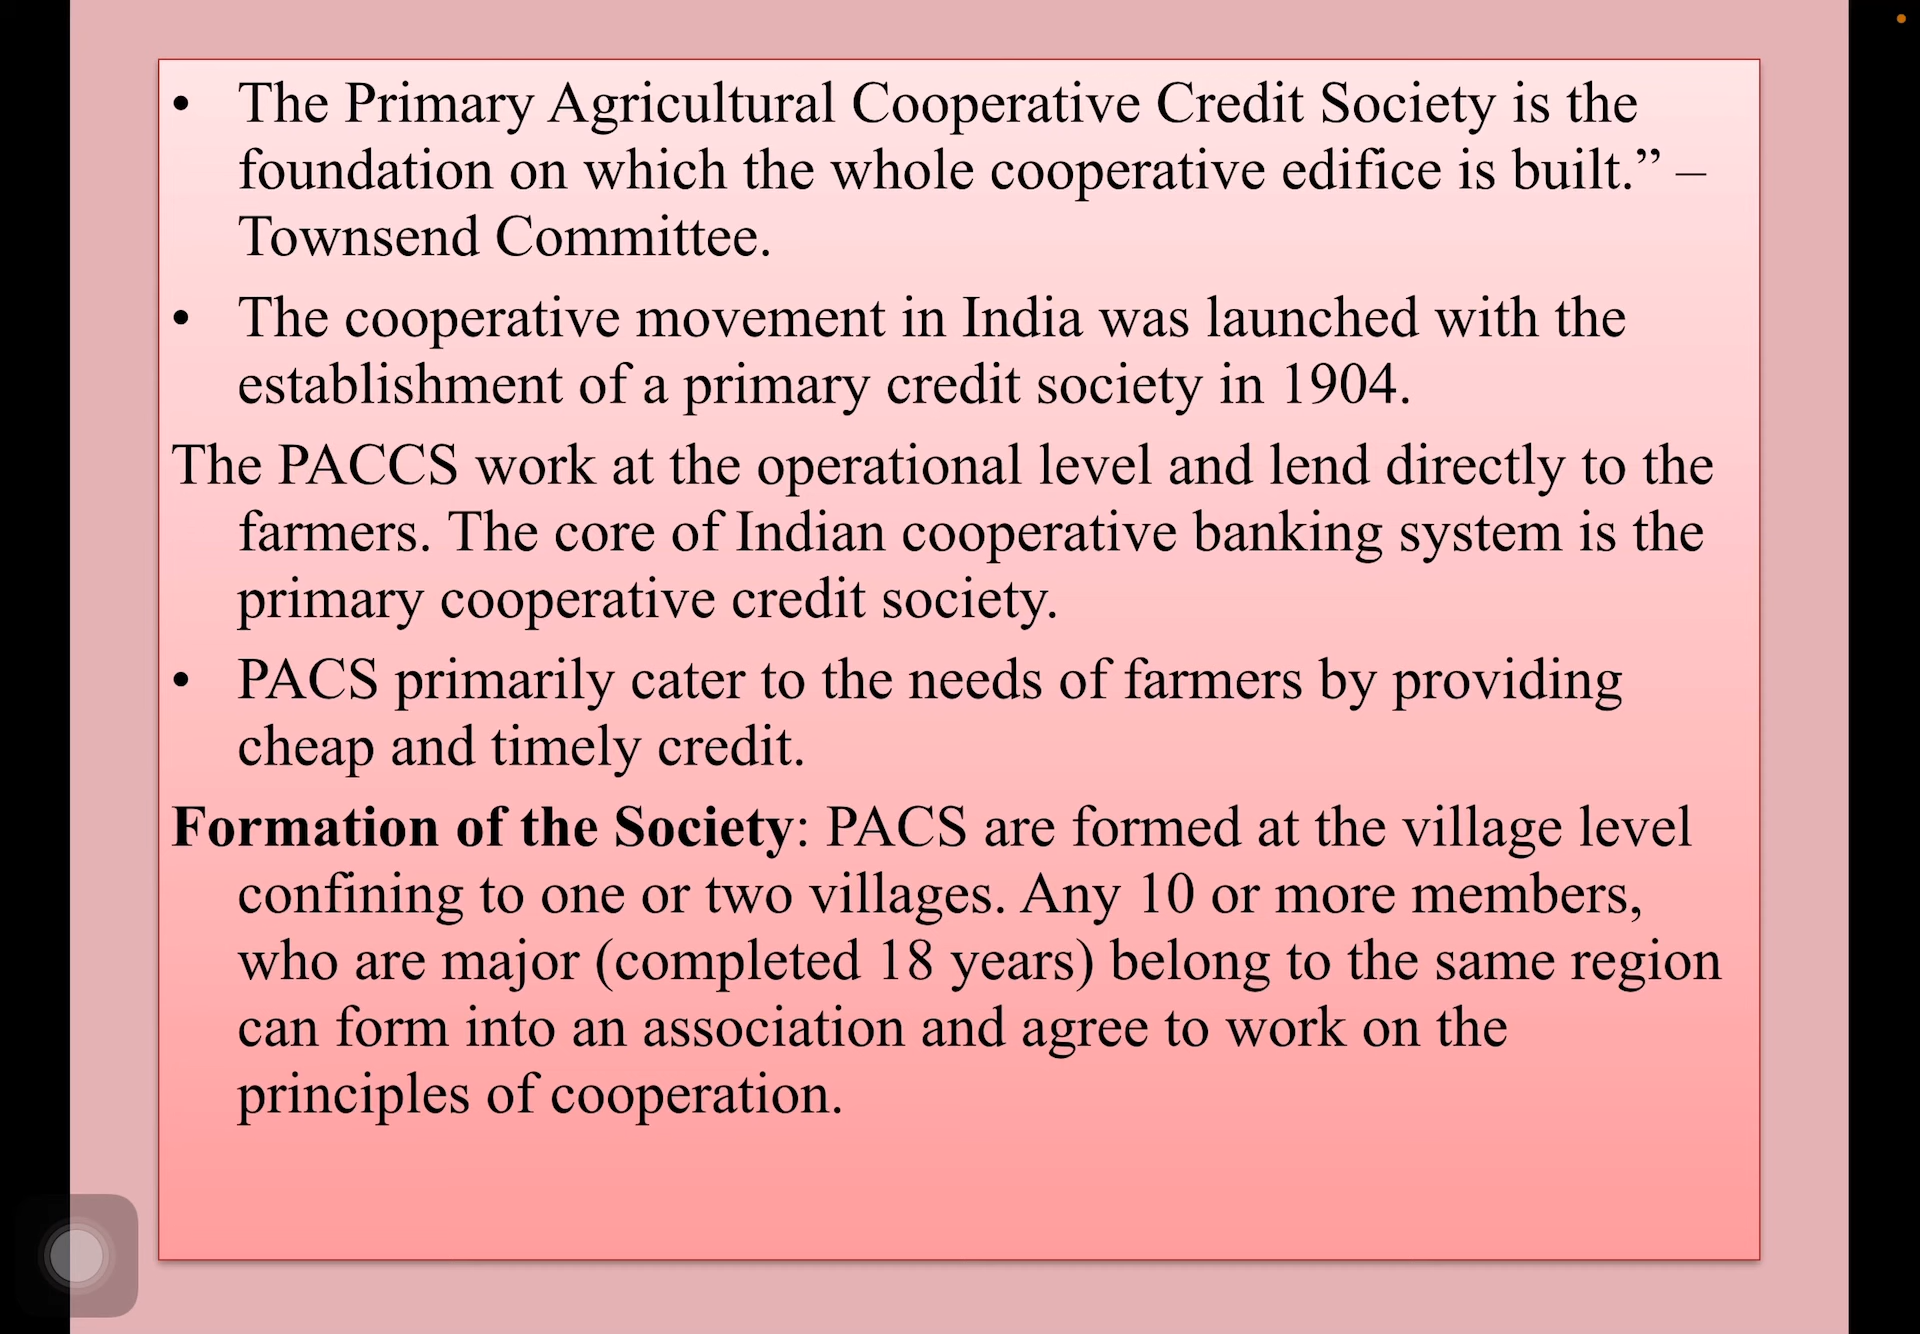 • The Primary Agricultural Cooperative Credit Society is the
foundation on which the whole cooperative edifice is built.” –
Townsend Committee.
• The cooperative movement in India was launched with the
establishment of a primary credit society in 1904.
The PACCS work at the operational level and lend directly to the
farmers. The core of Indian cooperative banking system is the
primary cooperative credit society.
• PACS primarily cater to the needs of farmers by providing
cheap and timely credit.
Formation of the Society: PACS are formed at the village level
confining to one or two villages. Any 10 or more members,
who are major (completed 18 years) belong to the same region
can form into an association and agree to work on the
principles of cooperation.